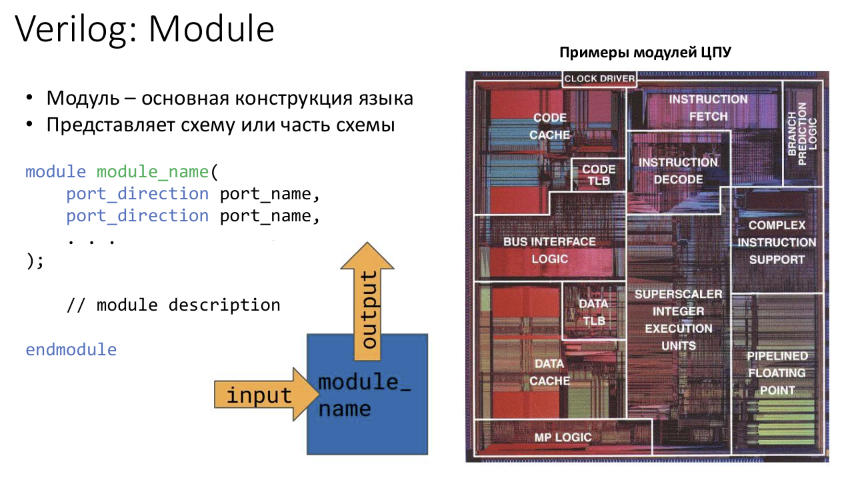 Verilog: Module
• Модуль – основная конструкция языка
• Представляет схему или часть схемы
module module_name(
    port_direction port_name,
    port_direction port_name,
    . . .
);
    // module description
endmodule
input
output
module_
name
Примеры модулей ЦПУ
CLOCK DRIVER
CODE
CACHE
INSTRUCTION
FETCH
BRANCH
PREDICTION
LOGIC
CODE
TLB
INSTRUCTION
DECODE
BUS INTERFACE
LOGIC
COMPLEX
INSTRUCTION
SUPPORT
DATA
TLB
SUPERSCALER
INTEGER
EXECUTION
UNITS
DATA
CACHE
PIPELINED
FLOATING
POINT
MP LOGIC